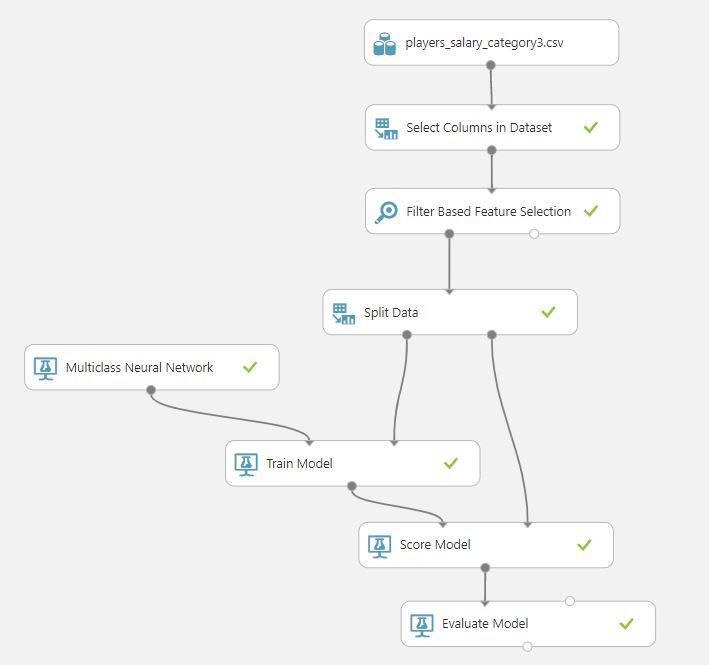 players_salary_category3.csv
Select Columns in Dataset
Filter Based Feature Selection
Split Data
Multiclass Neural Network
Train Model
Score Model
Evaluate Model